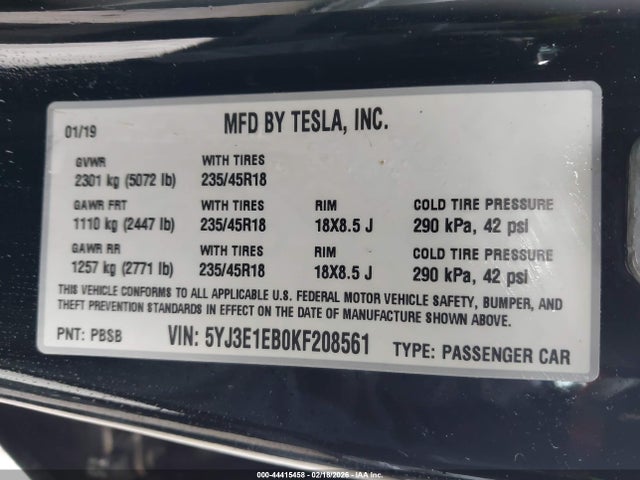 01/19 MFD BY TESLA, INC.
GVWR WITH TIRES
2301 kg (5072 lb) 235/45R18
GAWR FRT WITH TIRES RIM COLD TIRE PRESSURE
1110 kg (2447 lb) 235/45R18 18X8.5 J 290 kPa, 42 psi
GAWR RR WITH TIRES RIM COLD TIRE PRESSURE
1257 kg (2771 lb) 235/45R18 18X8.5 J 290 kPa, 42 psi
THIS VEHICLE CONFORMS TO ALL APPLICABLE U.S. FEDERAL MOTOR VEHICLE SAFETY, BUMPER, AND
THEFT PREVENTION STANDARDS IN EFFECT ON THE DATE OF MANUFACTURE SHOWN ABOVE.
PNT: PBSB VIN: 5YJ3E1EB0KF208561 TYPE: PASSENGER CAR
000-44415458 - 02/18/2026 - IAA Inc.